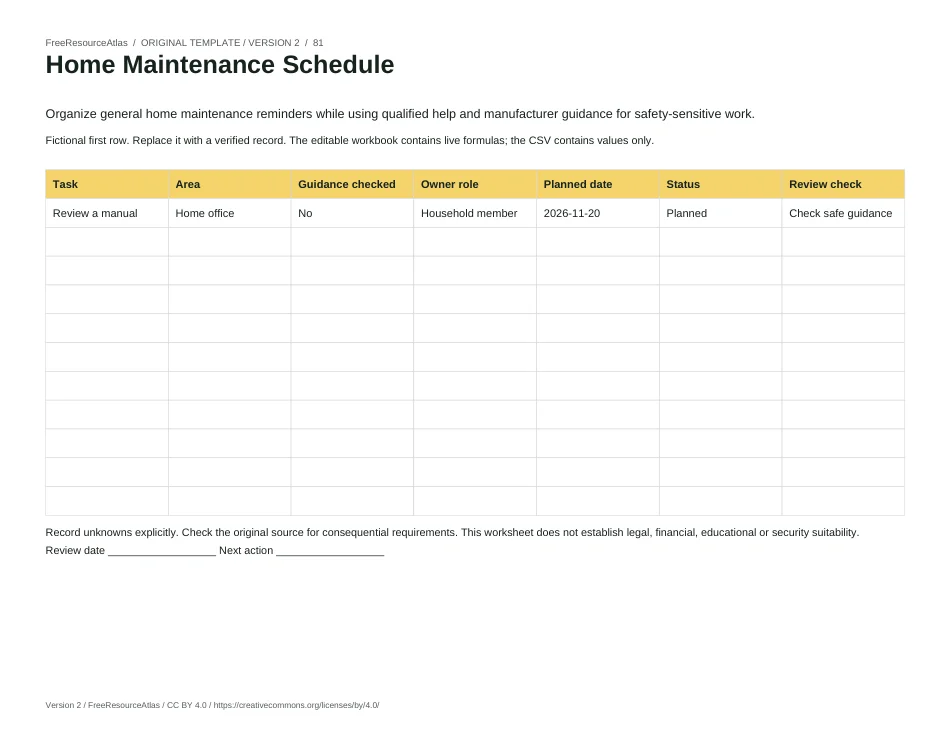 FreeResourceAtlas / ORIGINAL TEMPLATE / VERSION 2 / 81
Home Maintenance Schedule
Organize general home maintenance reminders while using qualified help and manufacturer guidance for safety-sensitive work.
Fictional first row. Replace it with a verified record. The editable workbook contains live formulas; the CSV contains values only.
Task Area Guidance checked Owner role Planned date Status Review check
Review a manual Home office No Household member 2026-11-20 Planned Check safe guidance
Record unknowns explicitly. Check the original source for consequential requirements. This worksheet does not establish legal, financial, educational or security suitability.
Review date ___________________ Next action ___________________
Version 2 / FreeResourceAtlas / CC BY 4.0 / https://creativecommons.org/licenses/by/4.0/